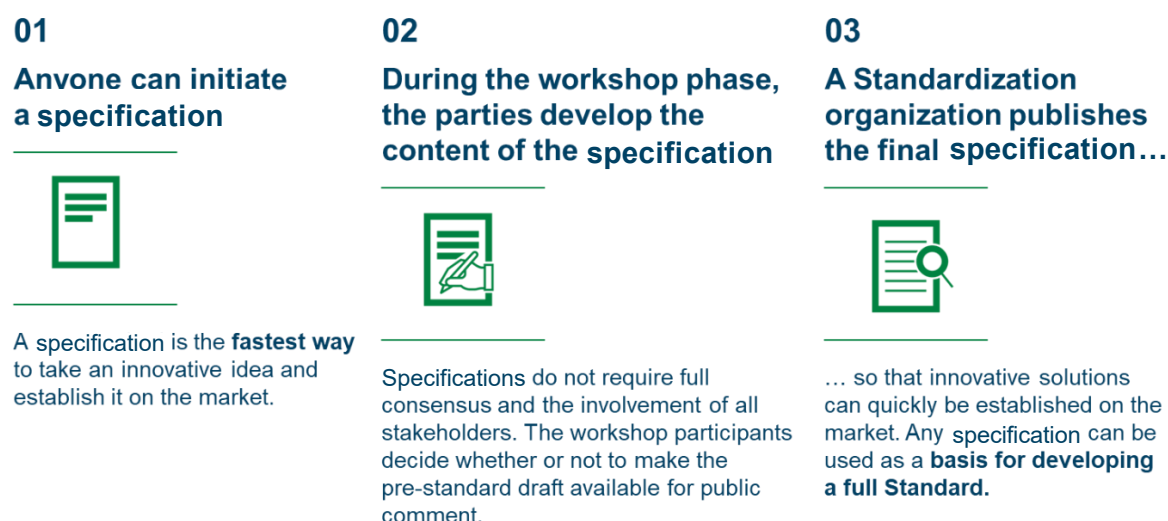 01
Anyone can initiate
a specification
A specification is the fastest way
to take an innovative idea and
establish it on the market.
02
During the workshop phase,
the parties develop the
content of the specification
Specifications do not require full
consensus and the involvement of all
stakeholders. The workshop participants
decide whether or not to make the
pre-standard draft available for public
comment.
03
A Standardization
organization publishes
the final specification…
… so that innovative solutions
can quickly be established on the
market. Any specification can be
used as a basis for developing
a full Standard.